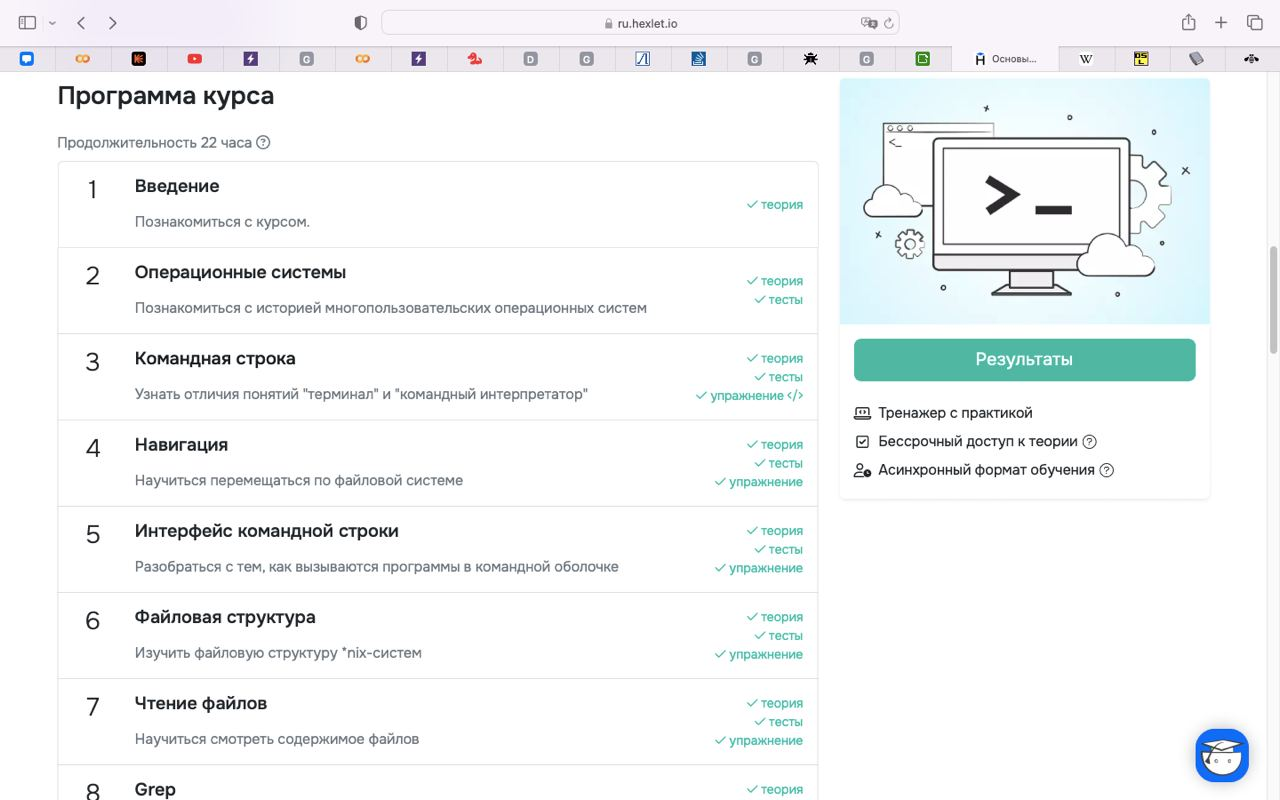 ru.hexlet.io
G
G
D
G
G
G
Основы...
W
Программа курса
Продолжительность 22 часа ?
1
Введение
Познакомиться с курсом.
теория
2
Операционные системы
Познакомиться с историей многопользовательских операционных систем
теория
тесты
3
Командная строка
Узнать отличия понятий "терминал" и "командный интерпретатор"
теория
тесты
упражнение </>
4
Навигация
Научиться перемещаться по файловой системе
теория
тесты
упражнение
5
Интерфейс командной строки
Разобраться с тем, как вызываются программы в командной оболочке
теория
тесты
упражнение
6
Файловая структура
Изучить файловую структуру *nix-систем
теория
тесты
упражнение
7
Чтение файлов
Научиться смотреть содержимое файлов
теория
тесты
упражнение
8
Grep
теория
<_
>_
Результаты
Тренажер с практикой
Бессрочный доступ к теории ?
Асинхронный формат обучения ?